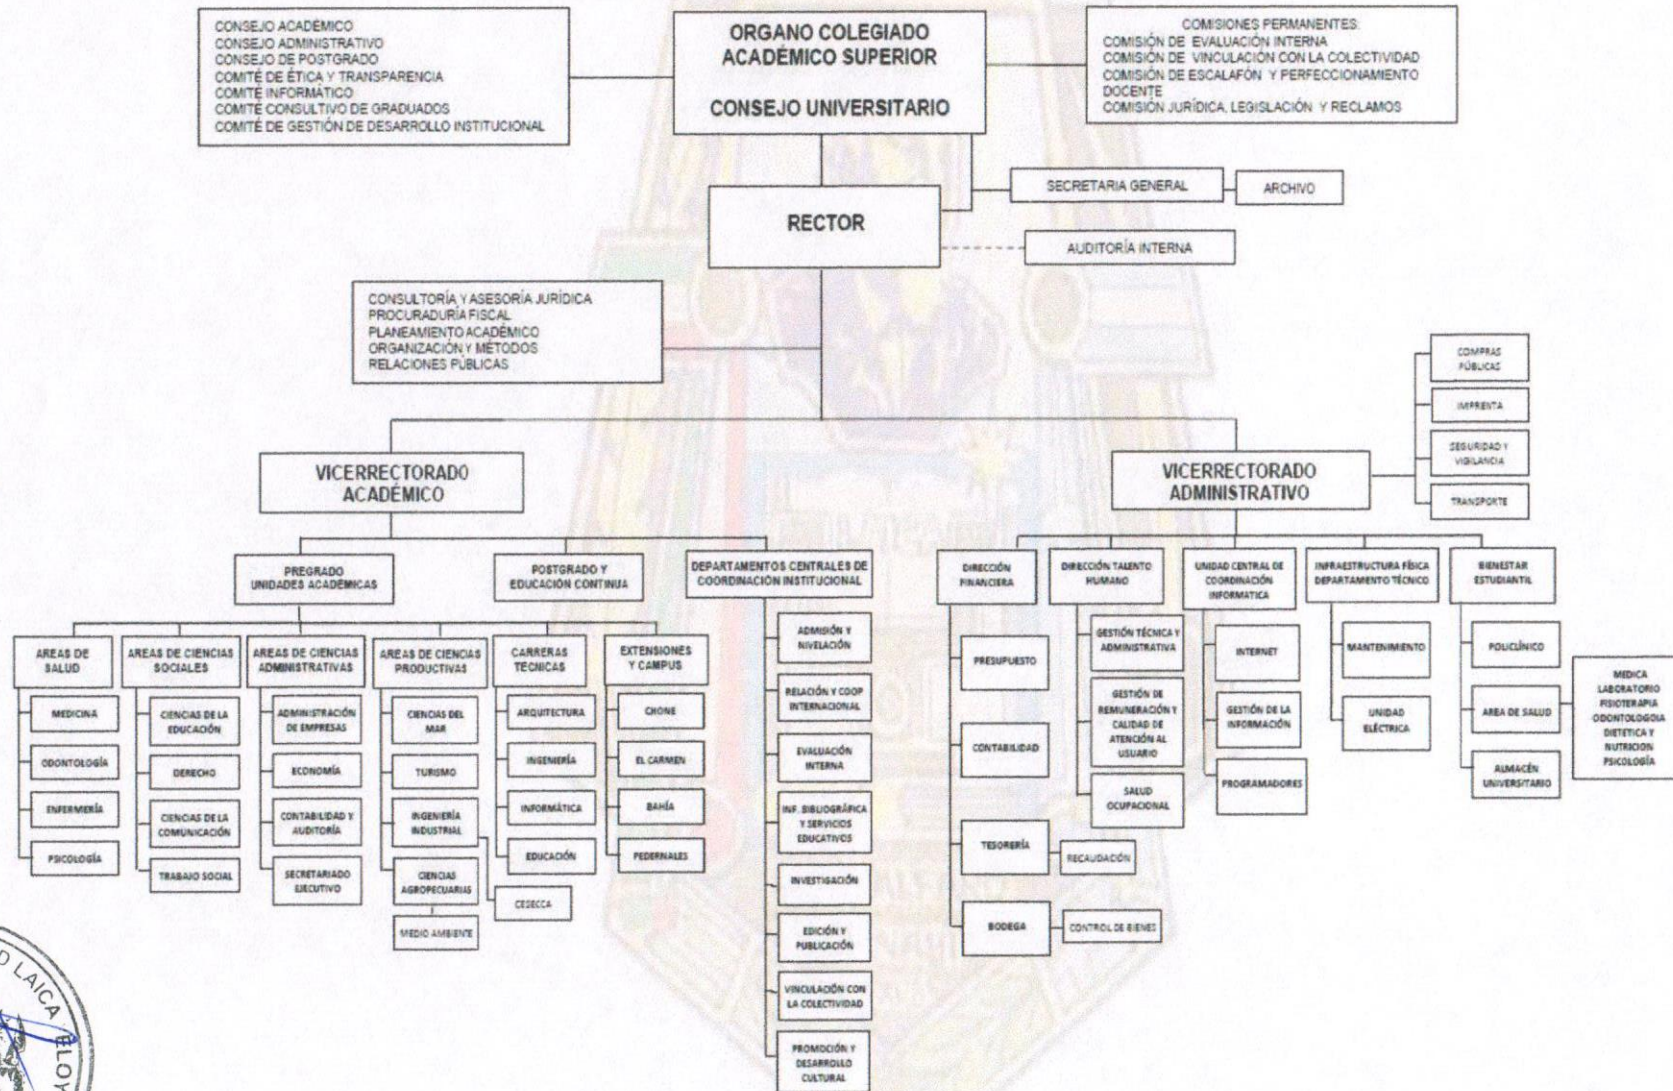 CONSEJO ACADÉMICO
CONSEJO ADMINISTRATIVO
CONSEJO DE POSTGRADO
COMITÉ DE ÉTICA Y TRANSPARENCIA
COMITÉ INFORMÁTICO
COMITÉ CONSULTIVO DE GRADUADOS
COMITÉ DE GESTIÓN DE DESARROLLO INSTITUCIONAL
ORGANO COLEGIADO
ACADÉMICO SUPERIOR
CONSEJO UNIVERSITARIO
COMISIONES PERMANENTES:
COMISIÓN DE EVALUACIÓN INTERNA
COMISIÓN DE VINCULACIÓN CON LA COLECTIVIDAD
COMISIÓN DE ESCALAFÓN Y PERFECCIONAMIENTO
DOCENTE
COMISIÓN JURÍDICA, LEGISLACIÓN Y RECLAMOS
SECRETARIA GENERAL
ARCHIVO
RECTOR
AUDITORÍA INTERNA
CONSULTORÍA Y ASESORÍA JURÍDICA
PROCURADURÍA FISCAL
PLANEAMIENTO ACADÉMICO
ORGANIZACIÓN Y MÉTODOS
RELACIONES PÚBLICAS
COMPRAS
PÚBLICAS
IMPRENTA
SEGURIDAD Y
VIGILANCIA
TRANSPORTE
VICERRECTORADO
ACADÉMICO
VICERRECTORADO
ADMINISTRATIVO
PREGRADO
UNIDADES ACADÉMICAS
POSTGRADO Y
EDUCACIÓN CONTINUA
DEPARTAMENTOS CENTRALES DE
COORDINACIÓN INSTITUCIONAL
DIRECCIÓN
FINANCIERA
DIRECCIÓN TALENTO
HUMANO
UNIDAD CENTRAL DE
COORDINACIÓN
INFORMATICA
INFRAESTRUCTURA FÍSICA
DEPARTAMENTO TÉCNICO
BIENESTAR
ESTUDIANTIL
AREAS DE
SALUD
MEDICINA
ODONTOLOGÍA
ENFERMERÍA
PSICOLOGÍA
AREAS DE CIENCIAS
SOCIALES
CIENCIAS DE LA
EDUCACIÓN
DERECHO
CIENCIAS DE LA
COMUNICACIÓN
TRABAJO SOCIAL
AREAS DE CIENCIAS
ADMINISTRATIVAS
ADMINISTRACIÓN
DE EMPRESAS
ECONOMÍA
CONTABILIDAD Y
AUDITORÍA
SECRETARIADO
EJECUTIVO
AREAS DE CIENCIAS
PRODUCTIVAS
CIENCIAS DEL
MAR
TURISMO
INGENIERÍA
INDUSTRIAL
CIENCIAS
AGROPECUARIAS
MEDIO AMBIENTE
CESECCA
CARRERAS
TECNICAS
ARQUITECTURA
INGENIERÍA
INFORMÁTICA
EDUCACIÓN
EXTENSIONES
Y CAMPUS
CHONE
EL CARMEN
BAHÍA
PEDERNALES
ADMISIÓN Y
NIVELACIÓN
RELACIÓN Y COOP
INTERNACIONAL
EVALUACIÓN
INTERNA
INF. BIBLIOGRÁFICA
Y SERVICIOS
EDUCATIVOS
INVESTIGACIÓN
EDICIÓN Y
PUBLICACIÓN
VINCULACIÓN CON
LA COLECTIVIDAD
PROMOCIÓN Y
DESARROLLO
CULTURAL
PRESUPUESTO
CONTABILIDAD
TESORERÍA
RECAUDACIÓN
BODEGA
CONTROL DE BIENES
GESTIÓN TÉCNICA Y
ADMINISTRATIVA
GESTIÓN DE
REMUNERACIÓN Y
CALIDAD DE
ATENCIÓN AL
USUARIO
SALUD
OCUPACIONAL
INTERNET
GESTIÓN DE LA
INFORMACIÓN
PROGRAMADORES
MANTENIMIENTO
UNIDAD
ELÉCTRICA
POLICLÍNICO
AREA DE SALUD
ALMACÉN
UNIVERSITARIO
MEDICA
LABORATORIO
FISIOTERAPIA
ODONTOLOGOIA
DIETETICA Y
NUTRICION
PSICOLOGÍA
LAICA